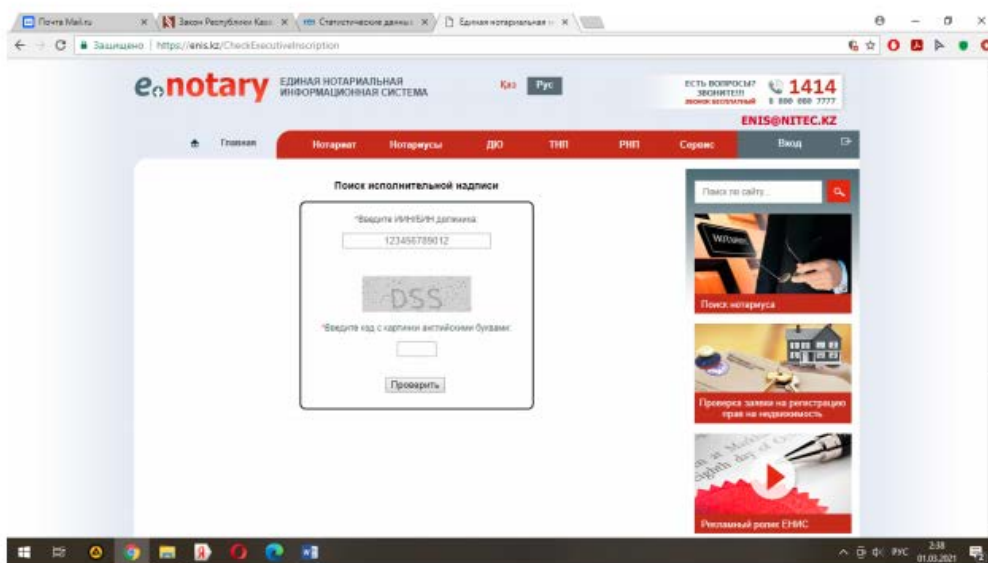 Почта Mail.ru
Закон Республики Каз
Статистические данны
Единая нотариальная
Защищено | https://enis.kz/CheckExecutiveInscription
e.notary
ЕДИНАЯ НОТАРИАЛЬНАЯ
ИНФОРМАЦИОННАЯ СИСТЕМА
Қаз Рус
ЕСТЬ ВОПРОСЫ?
ЗВОНИТЕ!!!
ЗВОНОК БЕСПЛАТНЫЙ
1414
8 800 080 7777
ENIS@NITEC.KZ
Главная Нотариат Нотариусы ДЮ ТНП РНП Сервис Вход
Поиск исполнительной надписи
*Введите ИИН/БИН должника:
123456789012
DSS
*Введите код с картинки английскими буквами:
Проверить
Поиск по сайту...
НОТАРИУС
Поиск нотариуса
Проверка заявки на регистрацию
прав на недвижимость
Рекламный ролик ЕНИС
РУС
2:38
01.03.2021